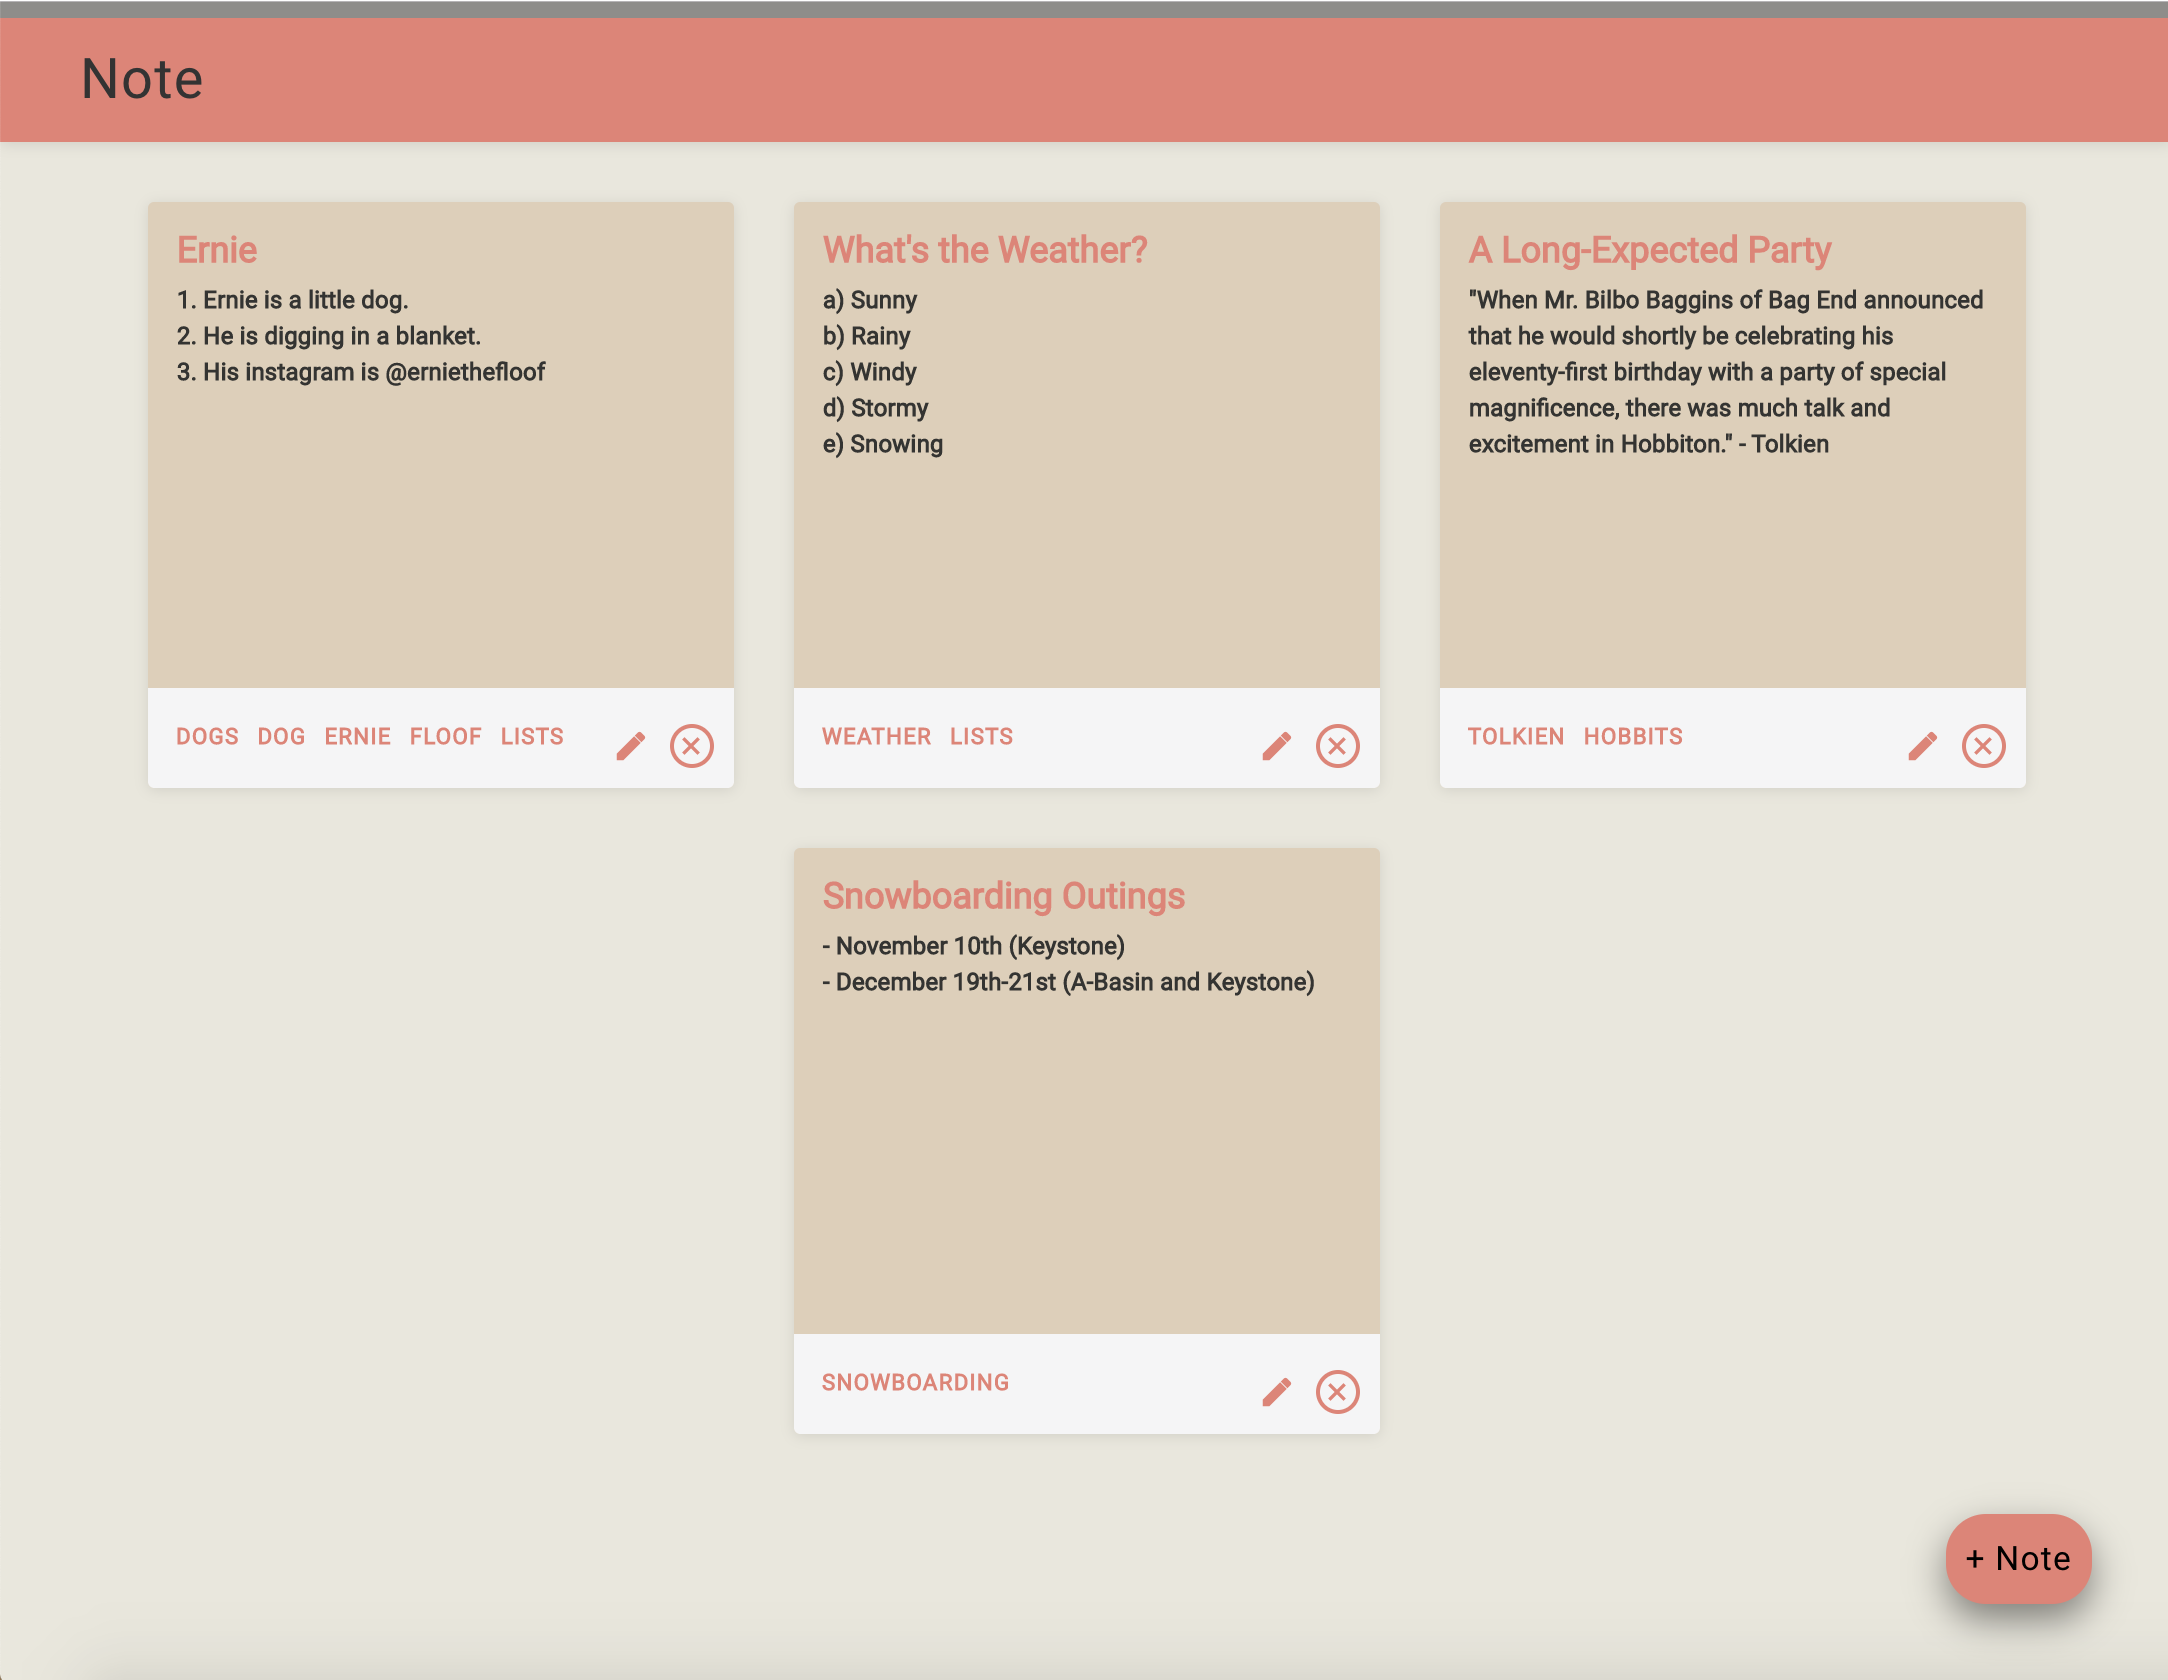 Note
Ernie
1. Ernie is a little dog.
2. He is digging in a blanket.
3. His instagram is @erniethefloof
DOGS DOG ERNIE FLOOF LISTS
What's the Weather?
a) Sunny
b) Rainy
c) Windy
d) Stormy
e) Snowing
WEATHER LISTS
A Long-Expected Party
"When Mr. Bilbo Baggins of Bag End announced
that he would shortly be celebrating his
eleventy-first birthday with a party of special
magnificence, there was much talk and
excitement in Hobbiton." - Tolkien
TOLKIEN HOBBITS
Snowboarding Outings
- November 10th (Keystone)
- December 19th-21st (A-Basin and Keystone)
SNOWBOARDING
+ Note